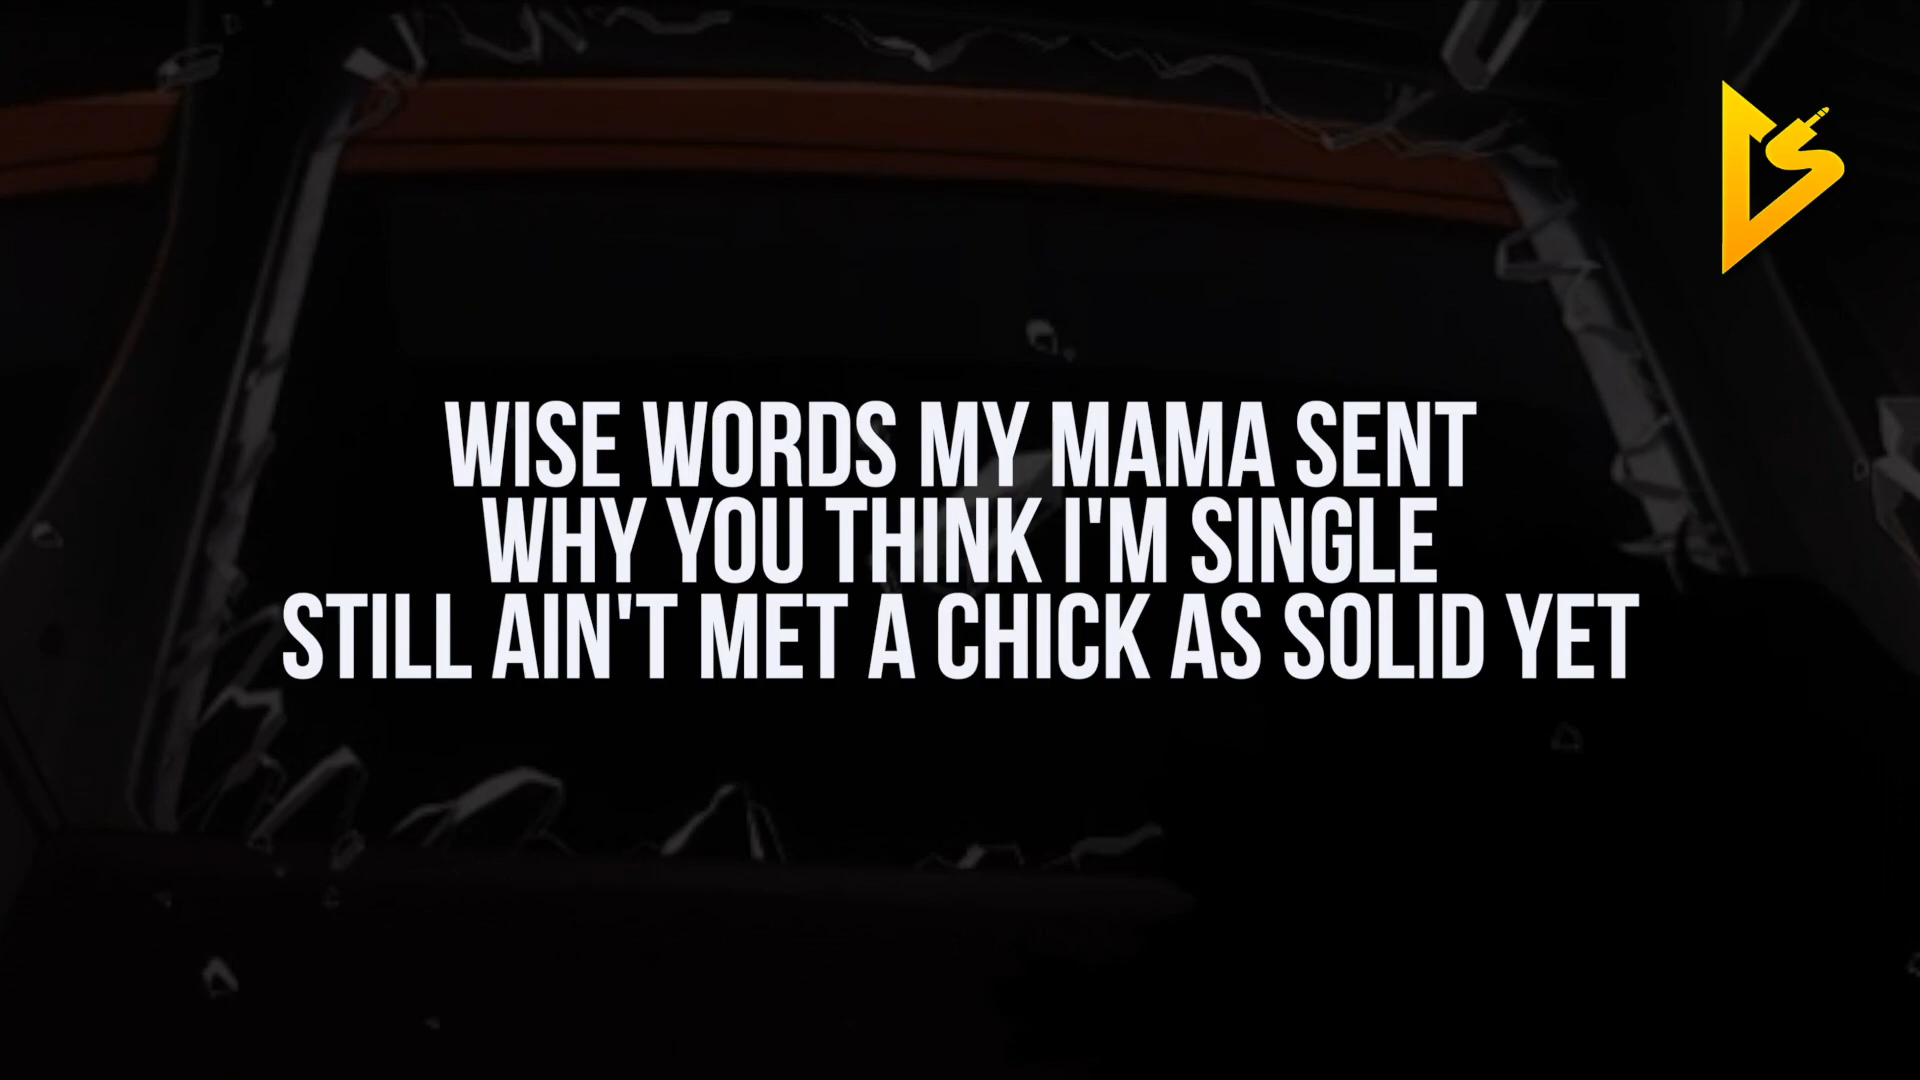 WISE WORDS MY MAMA SENT
WHY YOU THINK I'M SINGLE
STILL AIN'T MET A CHICK AS SOLID YET